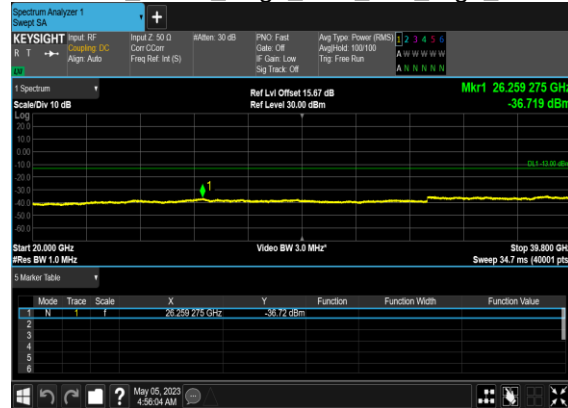 Spectrum Analyzer 1
Swept SA
+
KEYSIGHT Input: RF Input Z: 50 Ω #Atten: 30 dB PNO: Fast Avg Type: Power (RMS) 1 2 3 4 5 6
R T Coupling: DC Corr CCorr Gate: Off Avg|Hold: 100/100 A W W W W W
Align: Auto Freq Ref: Int (S) IF Gain: Low Trig: Free Run
LXI Sig Track: Off A N N N N N
1 Spectrum Ref Lvl Offset 15.67 dB Mkr1 26.259 275 GHz
Scale/Div 10 dB Ref Level 30.00 dBm -36.719 dBm
Log
20.0
10.0
0.00
-10.0
DL1 -13.00 dBm
-20.0
-30.0
1
-40.0
-50.0
-60.0
Start 20.000 GHz Video BW 3.0 MHz* Stop 39.800 GHz
#Res BW 1.0 MHz Sweep 34.7 ms (40001 pts)
5 Marker Table
Mode Trace Scale X Y Function Function Width Function Value
1 N 1 f 26.259 275 GHz -36.72 dBm
2
3
4
5
6
? May 05, 2023
4:56:04 AM